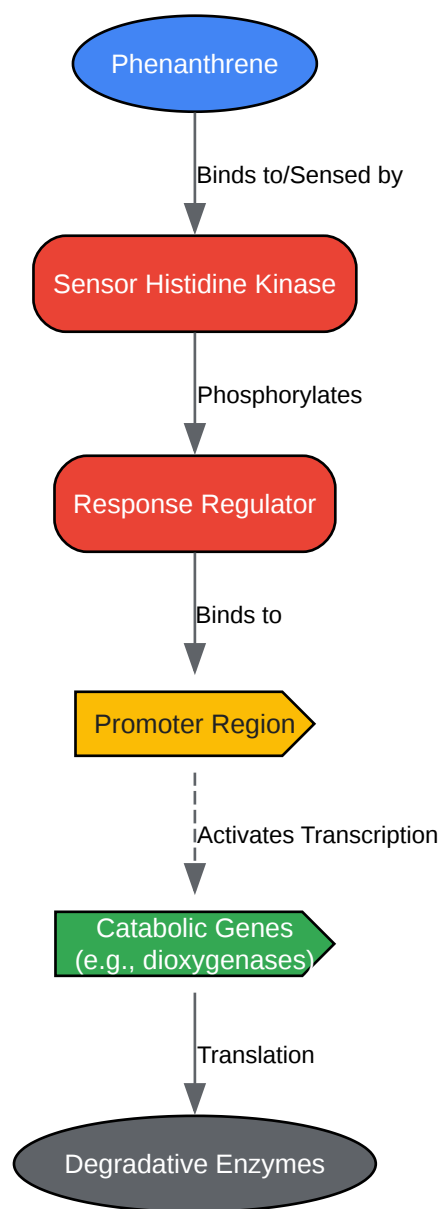 Phenanthrene
Binds to/Sensed by
Sensor Histidine Kinase
Phosphorylates
Response Regulator
Binds to
Promoter Region
Activates Transcription
Catabolic Genes
(e.g., dioxygenases)
Translation
Degradative Enzymes